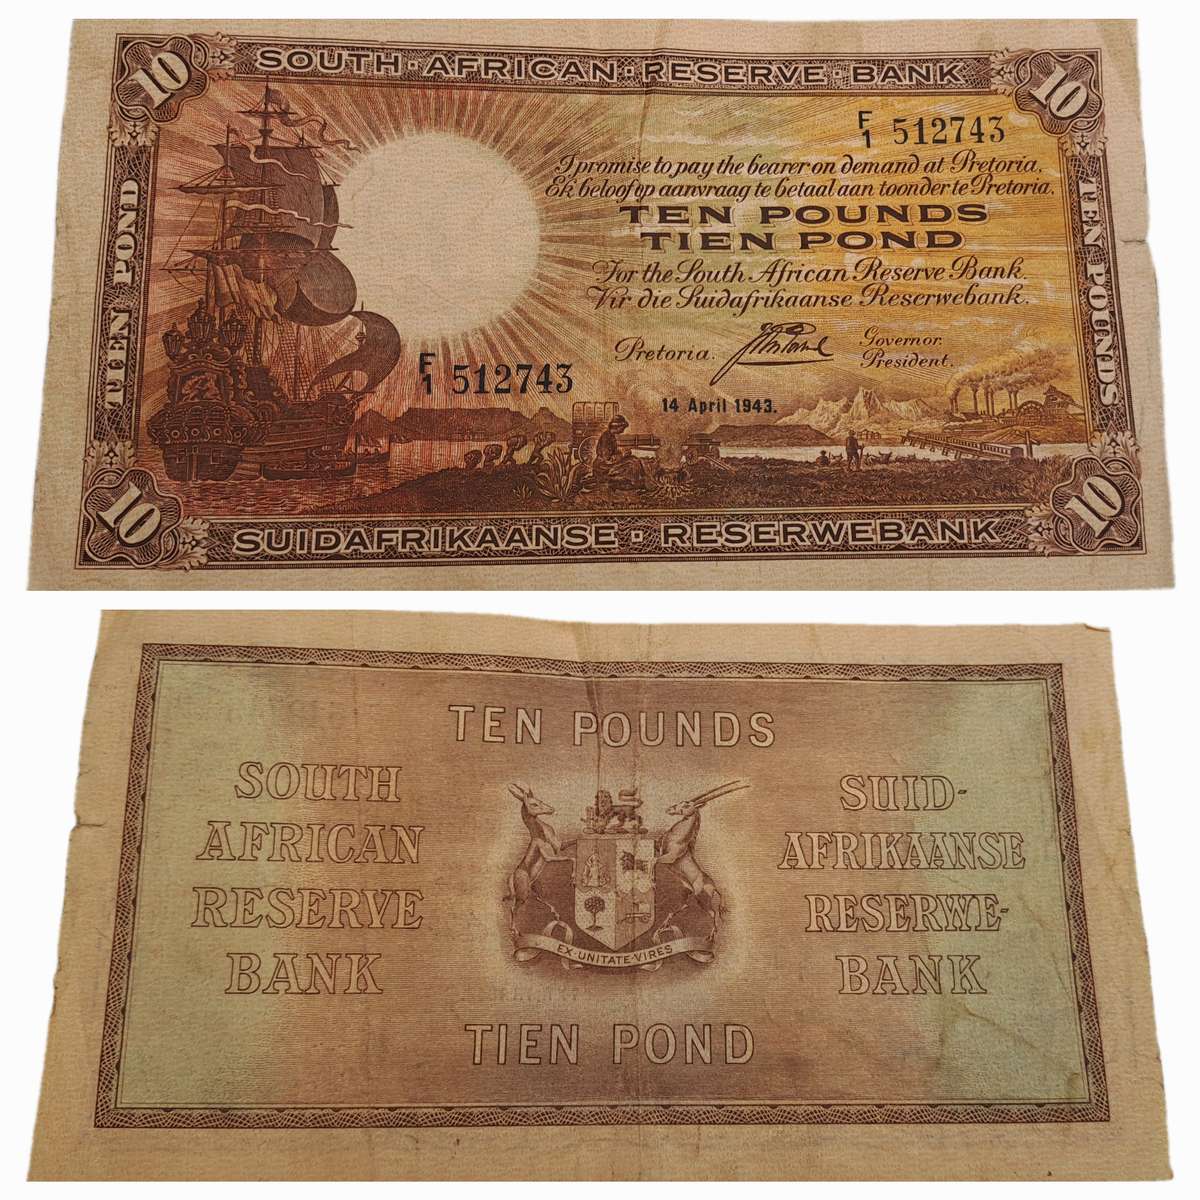 SOUTH · AFRICAN · RESERVE · BANK
10
10
F/1 512743
I promise to pay the bearer on demand at Pretoria.
Ek beloof op aanvraag te betaal aan toonder te Pretoria.
TEN POUNDS
TIEN POND
For the South African Reserve Bank.
Vir die Suidafrikaanse Reserwebank.
Pretoria.
Governor.
President.
F/1 512743
14 April 1943.
TIEN POND
TEN POUNDS
10
10
SUIDAFRIKAANSE · RESERWEBANK
TEN POUNDS
SOUTH
AFRICAN
RESERVE
BANK
SUID-
AFRIKAANSE
RESERWE-
BANK
EX·UNITATE·VIRES
TIEN POND